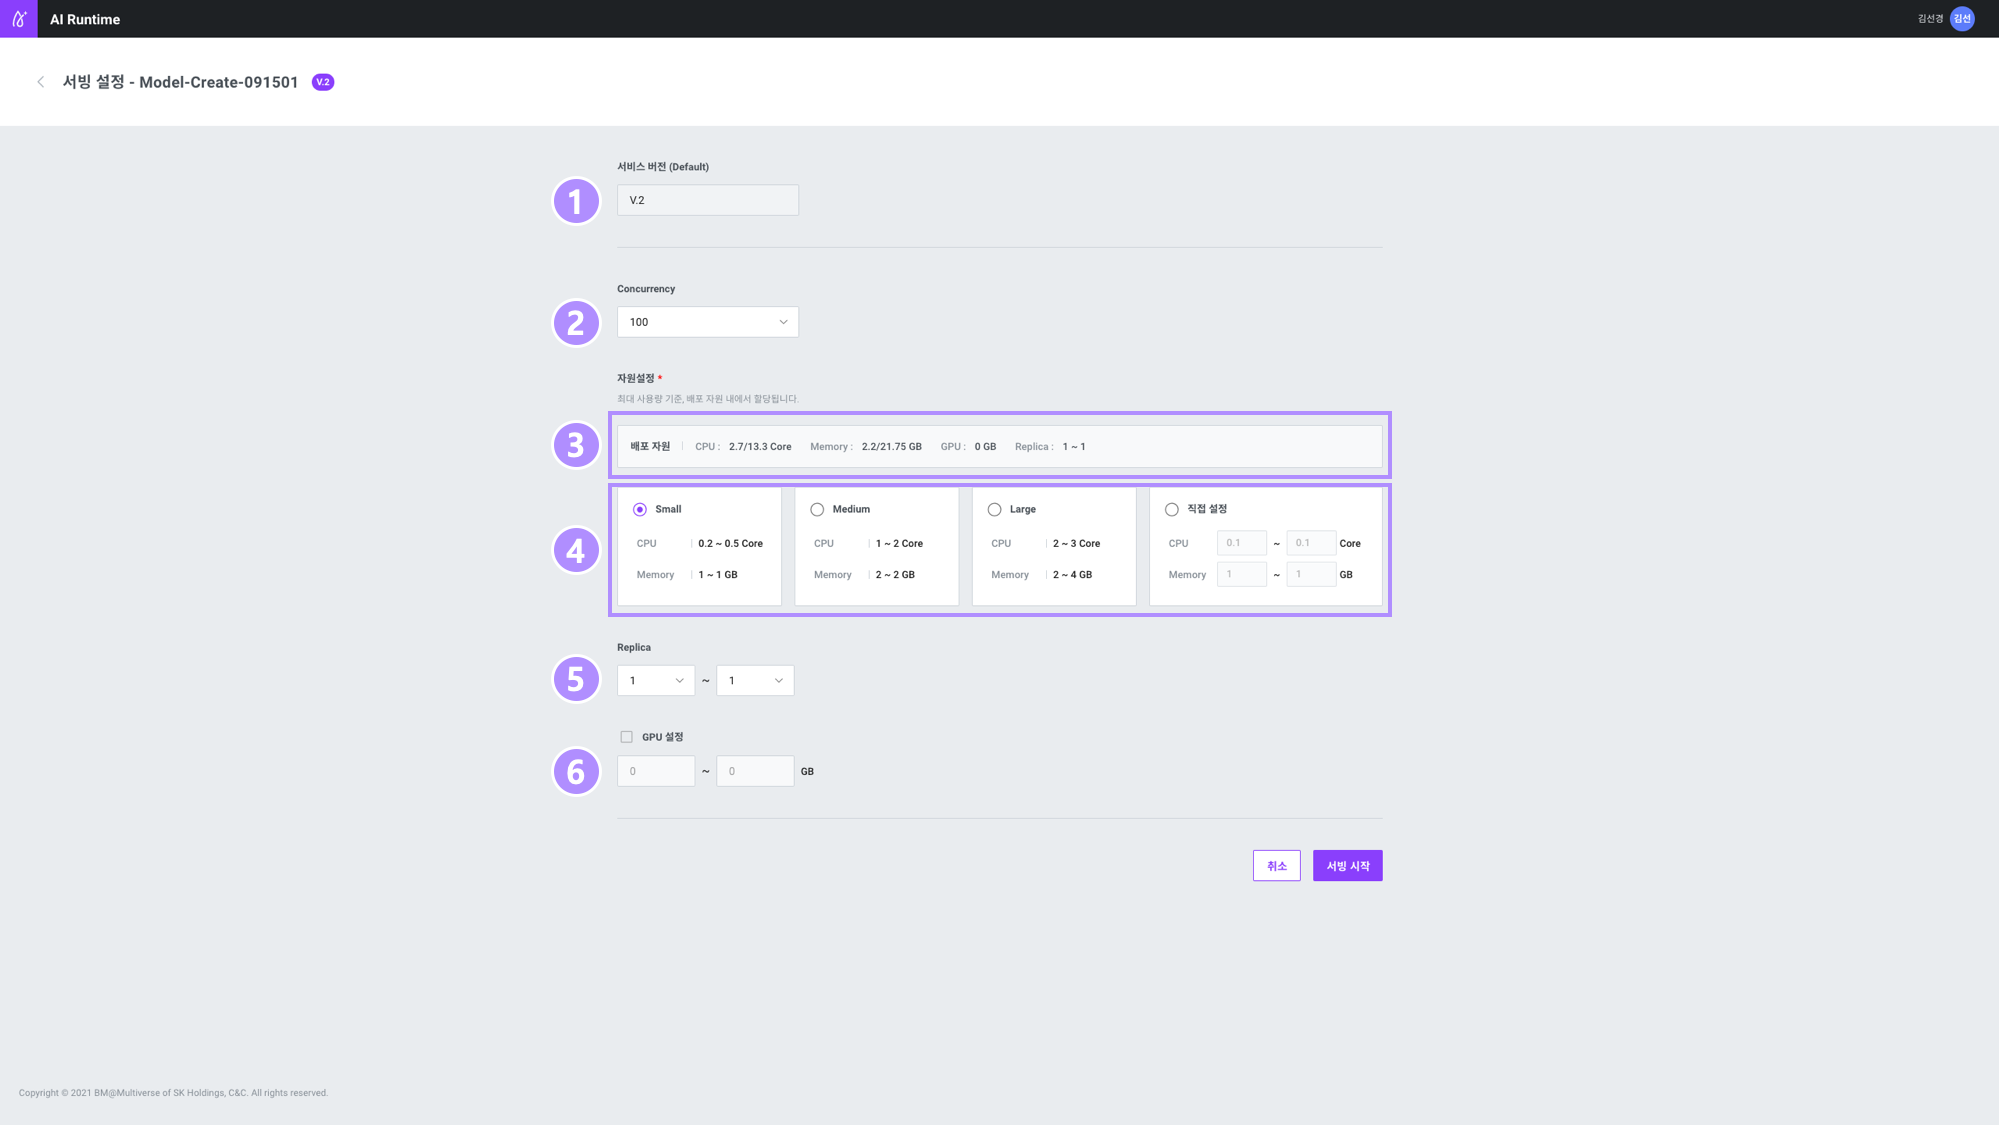 AI Runtime
김선경 김선
서빙 설정 - Model-Create-091501 V.2
서비스 버전 (Default)
1 V.2
Concurrency
2 100
자원설정 *
최대 사용량 기준, 배포 자원 내에서 할당됩니다.
3 배포 자원 CPU : 2.7/13.3 Core Memory : 2.2/21.75 GB GPU : 0 GB Replica : 1 ~ 1
Small Medium Large 직접 설정
4 CPU 0.2 ~ 0.5 Core CPU 1 ~ 2 Core CPU 2 ~ 3 Core CPU 0.1 ~ 0.1 Core
Memory 1 ~ 1 GB Memory 2 ~ 2 GB Memory 2 ~ 4 GB Memory 1 ~ 1 GB
Replica
5 1 ~ 1
GPU 설정
6 0 ~ 0 GB
취소 서빙 시작
Copyright © 2021 BM@Multiverse of SK Holdings, C&C. All rights reserved.